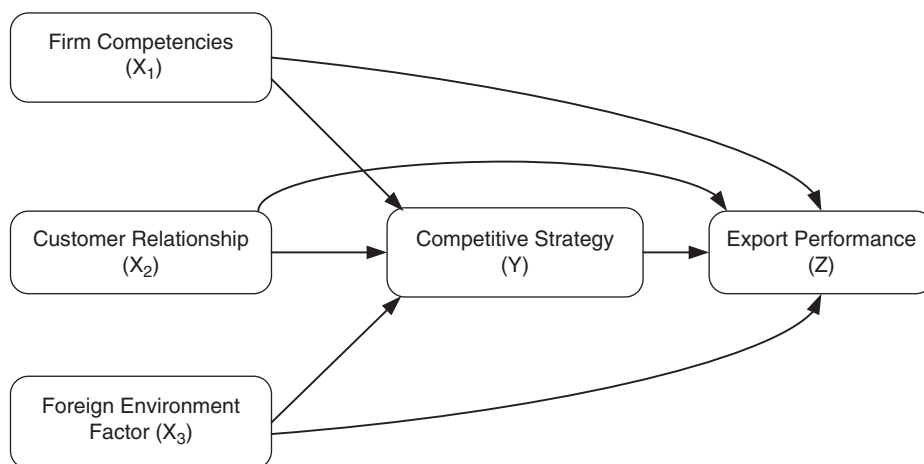 Firm Competencies
(X₁)
Customer Relationship
(X₂)
Competitive Strategy
(Y)
Export Performance
(Z)
Foreign Environment
Factor (X₃)